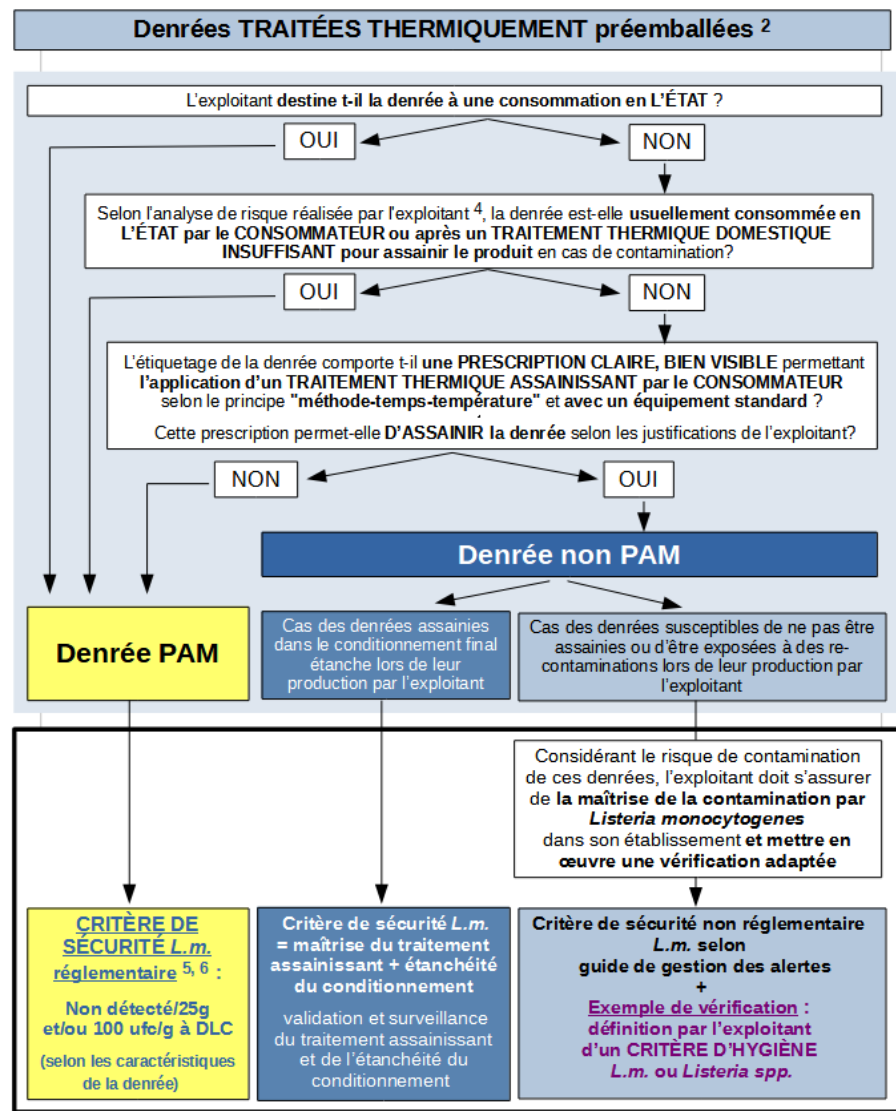 Denrées TRAITÉES THERMIQUEMENT préemballées 2
L'exploitant destine t-il la denrée à une consommation en L'ÉTAT ?
OUI
NON
Selon l'analyse de risque réalisée par l'exploitant 4, la denrée est-elle usuellement consommée en
L'ÉTAT par le CONSOMMATEUR ou après un TRAITEMENT THERMIQUE DOMESTIQUE
INSUFFISANT pour assainir le produit en cas de contamination?
OUI
NON
L'étiquetage de la denrée comporte t-il une PRESCRIPTION CLAIRE, BIEN VISIBLE permettant
l'application d'un TRAITEMENT THERMIQUE ASSAINISSANT par le CONSOMMATEUR
selon le principe "méthode-temps-température" et avec un équipement standard ?
Cette prescription permet-elle D'ASSAINIR la denrée selon les justifications de l'exploitant?
NON
OUI
Denrée non PAM
Denrée PAM
Cas des denrées assainies
dans le conditionnement final
étanche lors de leur
production par l'exploitant
Cas des denrées susceptibles de ne pas être
assainies ou d'être exposées à des re-
contaminations lors de leur production par
l'exploitant
Considérant le risque de contamination
de ces denrées, l'exploitant doit s'assurer
de la maîtrise de la contamination par
Listeria monocytogenes
dans son établissement et mettre en
œuvre une vérification adaptée
CRITÈRE DE
SÉCURITÉ L.m.
réglementaire 5, 6 :
Non détecté/25g
et/ou 100 ufc/g à DLC
(selon les caractéristiques
de la denrée)
Critère de sécurité L.m.
= maîtrise du traitement
assainissant + étanchéité
du conditionnement
validation et surveillance
du traitement assainissant
et de l'étanchéité du
conditionnement
Critère de sécurité non réglementaire
L.m. selon
guide de gestion des alertes
+
Exemple de vérification :
définition par l'exploitant
d'un CRITÈRE D'HYGIÈNE
L.m. ou Listeria spp.